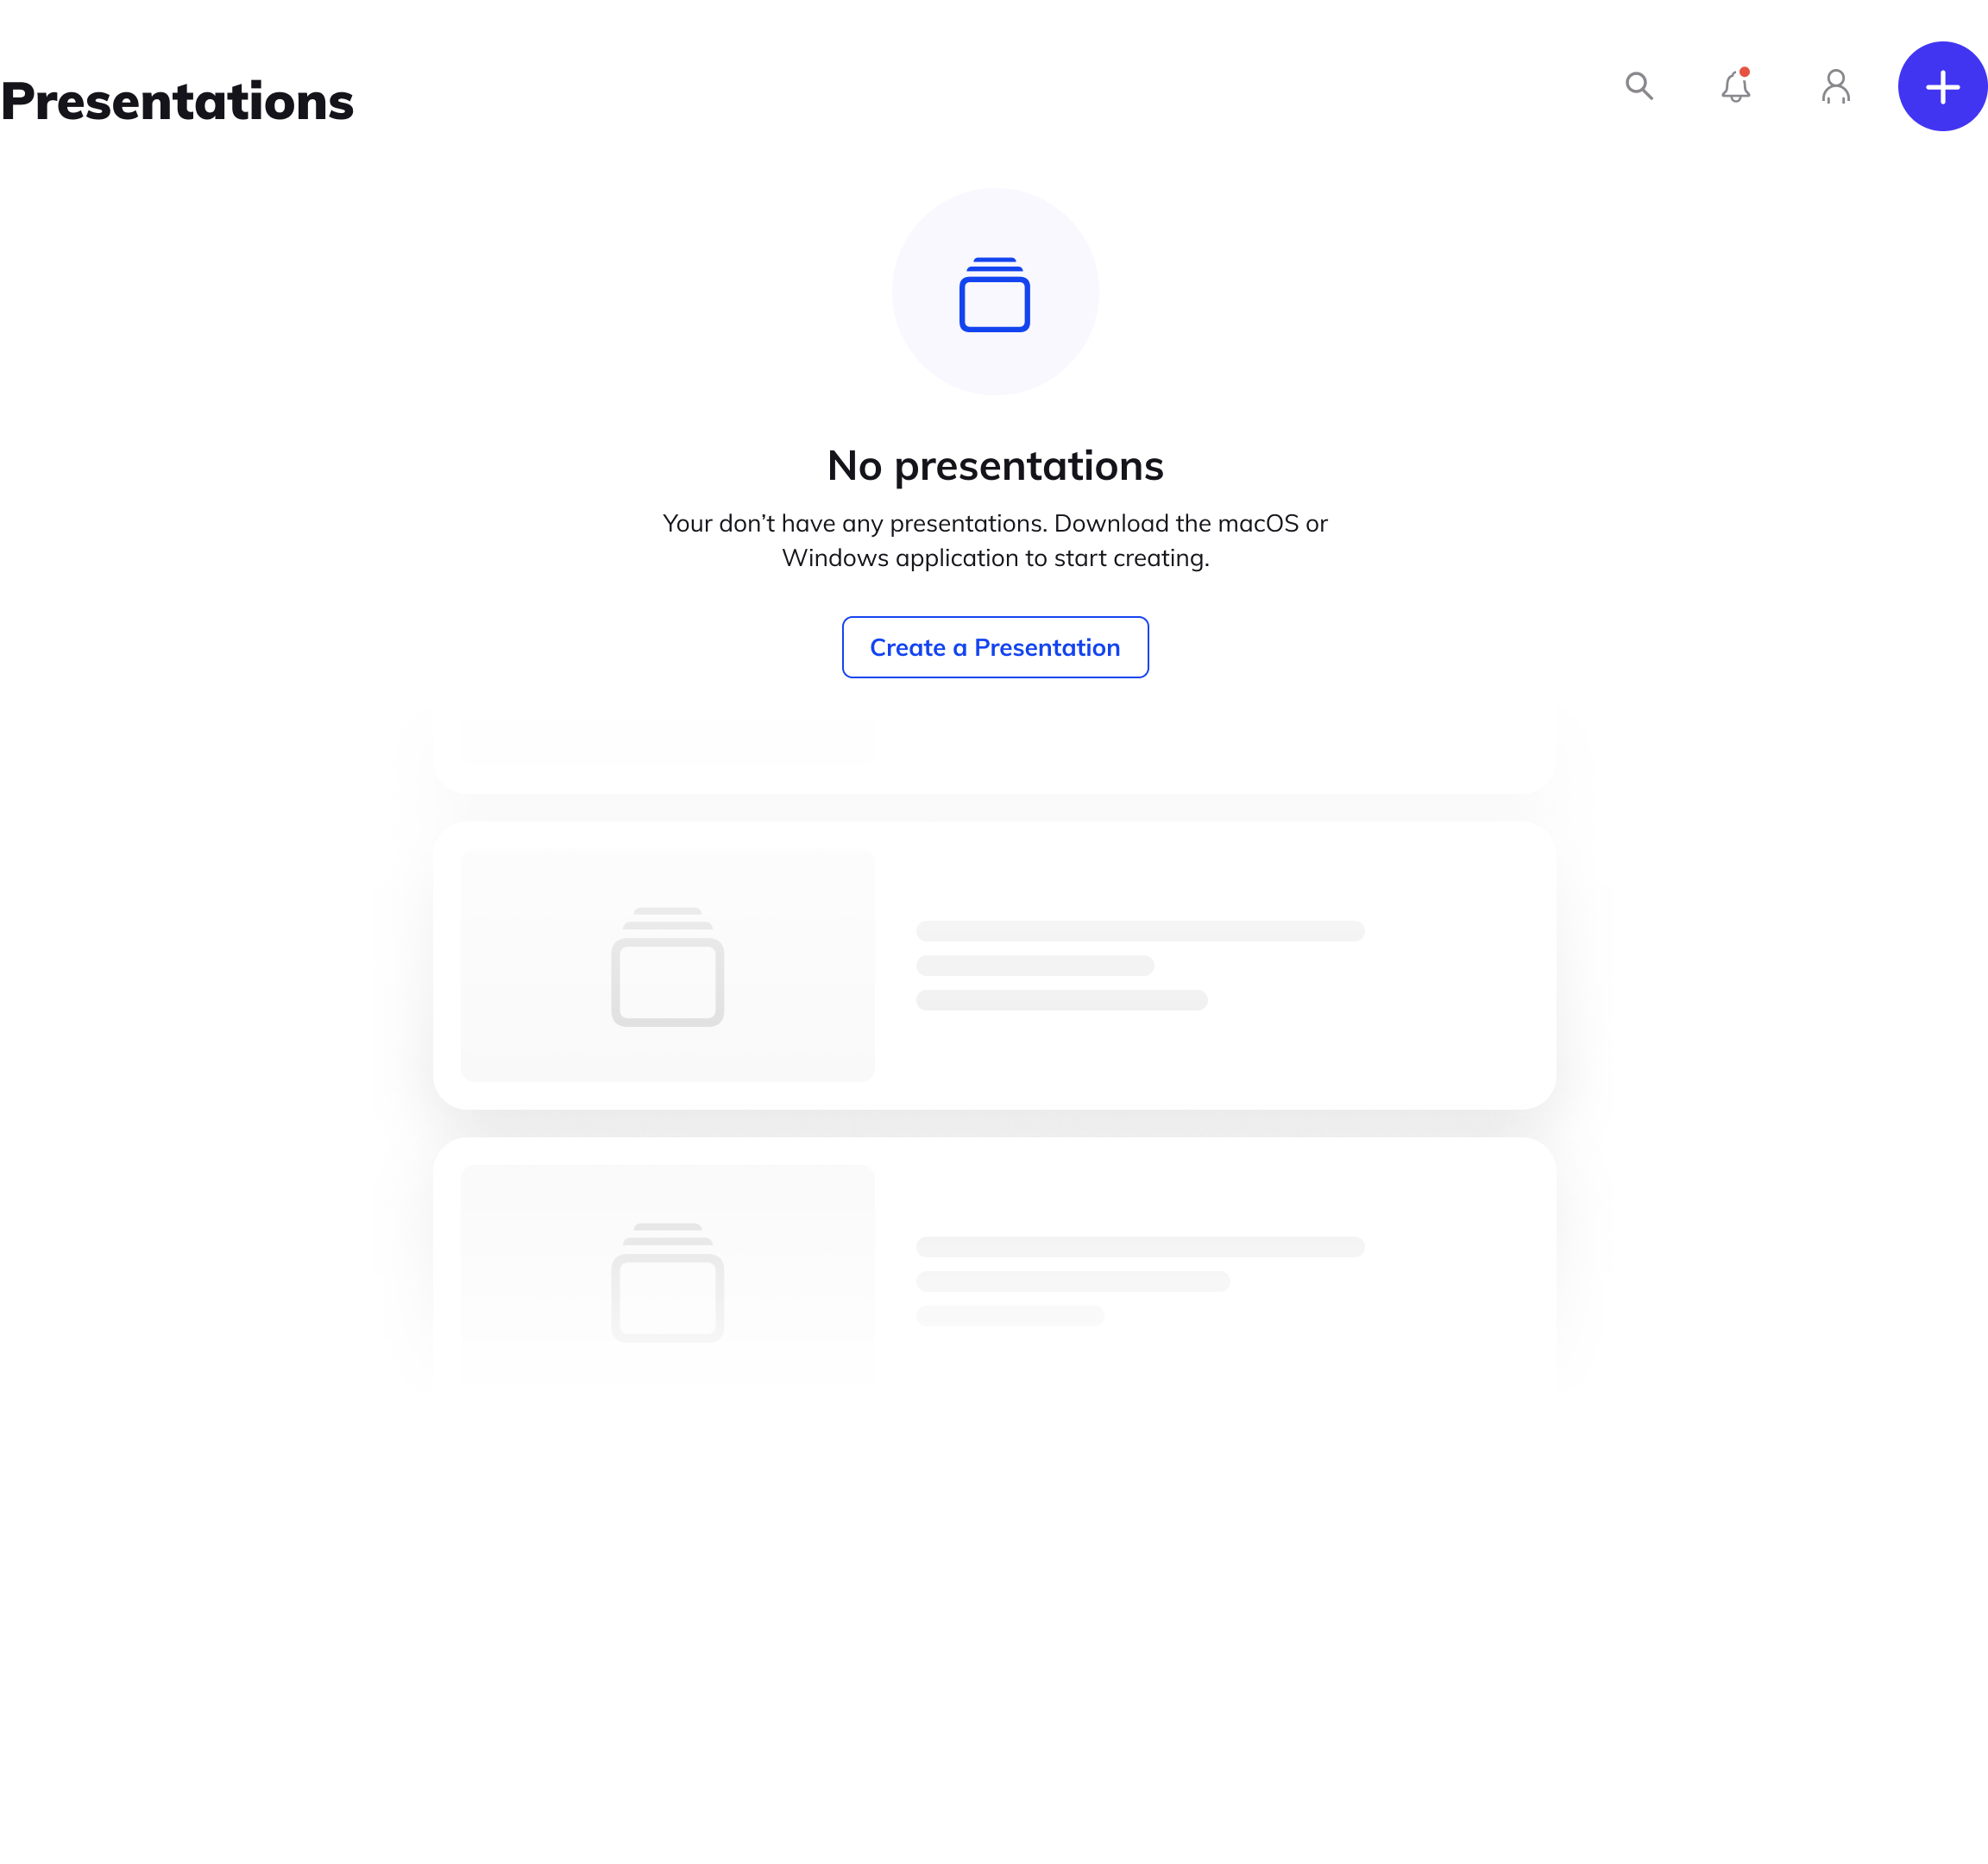 Presentations
No presentations
Your don’t have any presentations. Download the macOS or
Windows application to start creating.
Create a Presentation